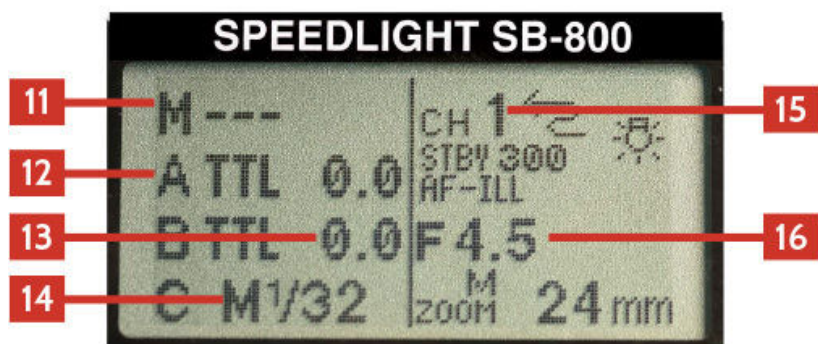 SPEEDLIGHT SB-800
11
M ---
12
A TTL 0.0
13
B TTL 0.0
14
C M 1/32
CH 1
15
STBY 300
AF-ILL
F 4.5
16
M
ZOOM 24 mm